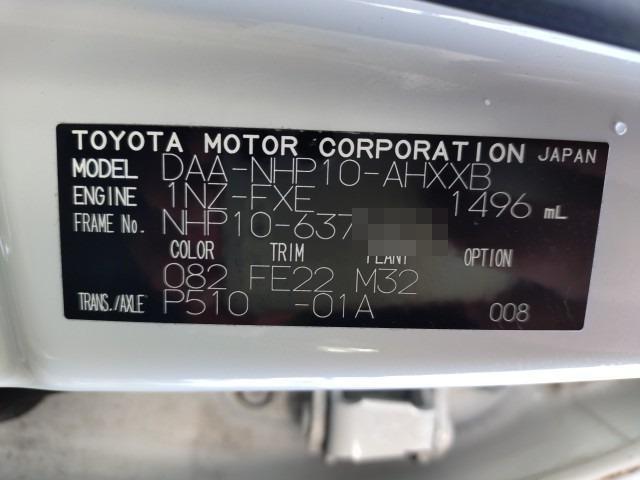 TOYOTA MOTOR CORPORATION JAPAN
MODEL DAA-NHP10-AHXXB
ENGINE 1NZ-FXE 1496 mL
FRAME No. NHP10-637
COLOR TRIM PLANT OPTION
082 FE22 M32
TRANS./AXLE P510 -01A 008